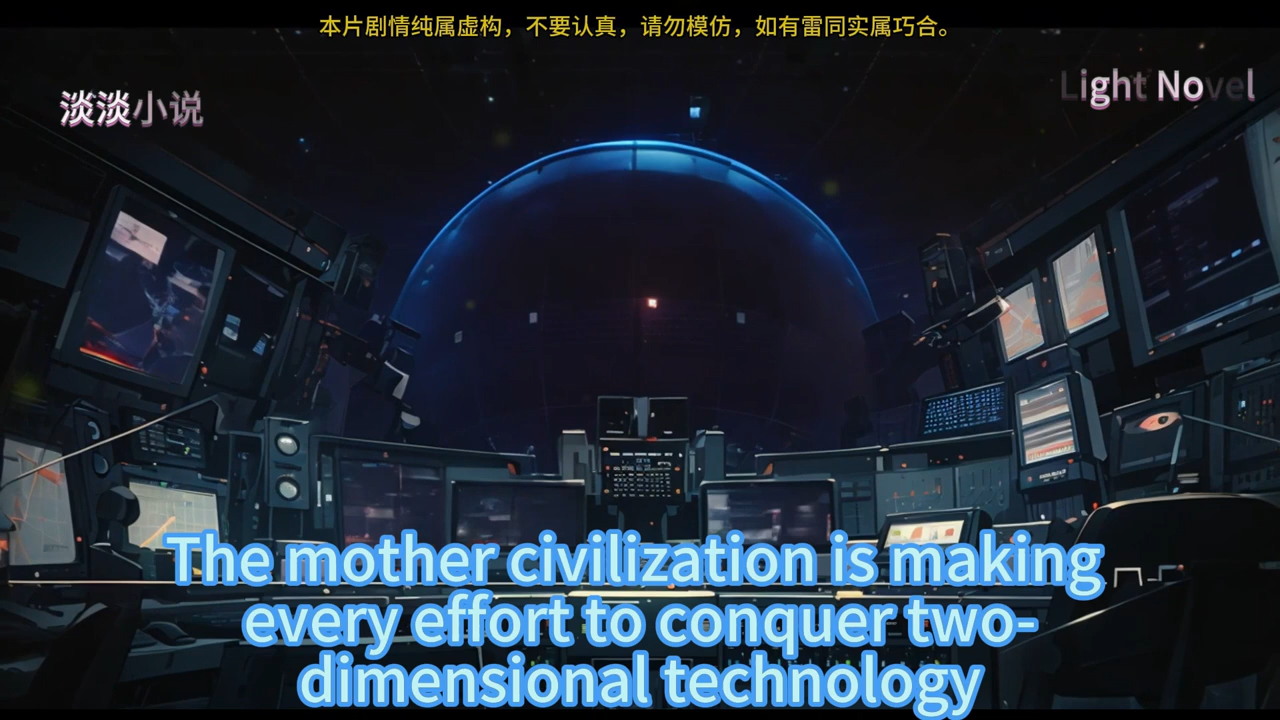 本片剧情纯属虚构，不要认真，请勿模仿，如有雷同实属巧合。
淡淡小说
Light Novel
The mother civilization is making
every effort to conquer two-
dimensional technology